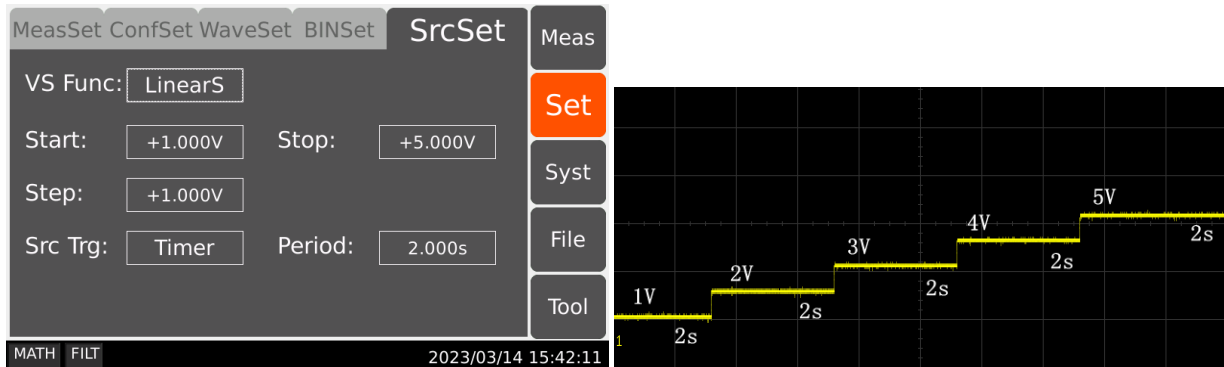 MeasSet ConfSet WaveSet BINSet SrcSet
Meas
VS Func: LinearS
Set
Start: +1.000V Stop: +5.000V
Syst
Step: +1.000V
Src Trg: Timer Period: 2.000s
File
Tool
MATH FILT 2023/03/14 15:42:11
5V
4V
2s
3V
2s
2V
2s
1V
2s
2s
1